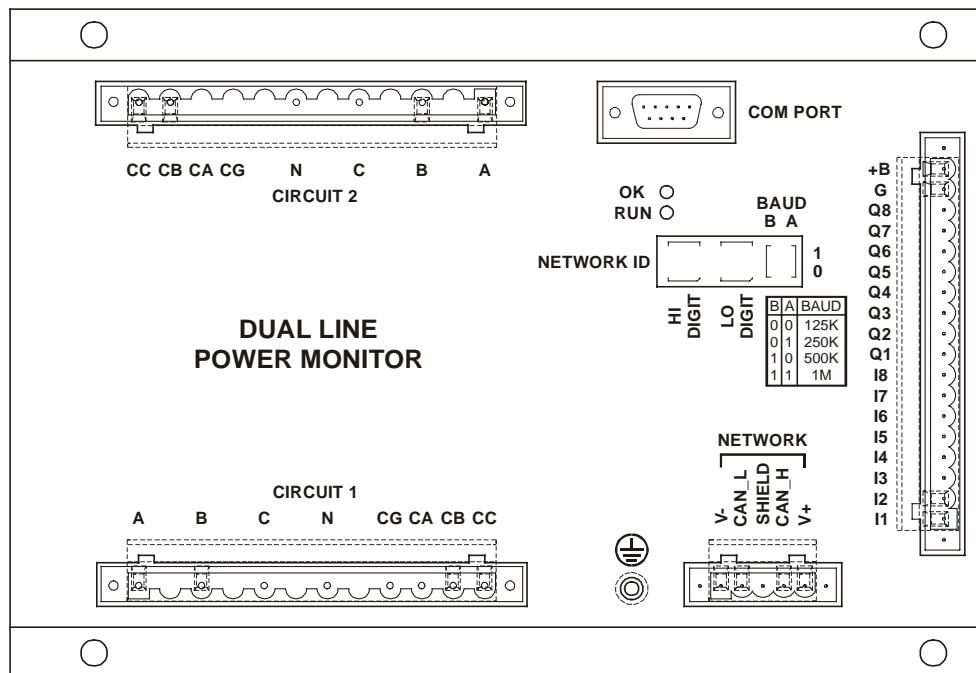 COM PORT
CC CB CA CG N C B A
CIRCUIT 2
OK
RUN
BAUD
B A
NETWORK ID
1
0
HI DIGIT
LO DIGIT
B A BAUD
0 0 125K
0 1 250K
1 0 500K
1 1 1M
DUAL LINE
POWER MONITOR
+B
G
Q8
Q7
Q6
Q5
Q4
Q3
Q2
Q1
I8
I7
I6
I5
I4
I3
I2
I1
CIRCUIT 1
A B C N CG CA CB CC
NETWORK
V-
CAN_L
SHIELD
CAN_H
V+